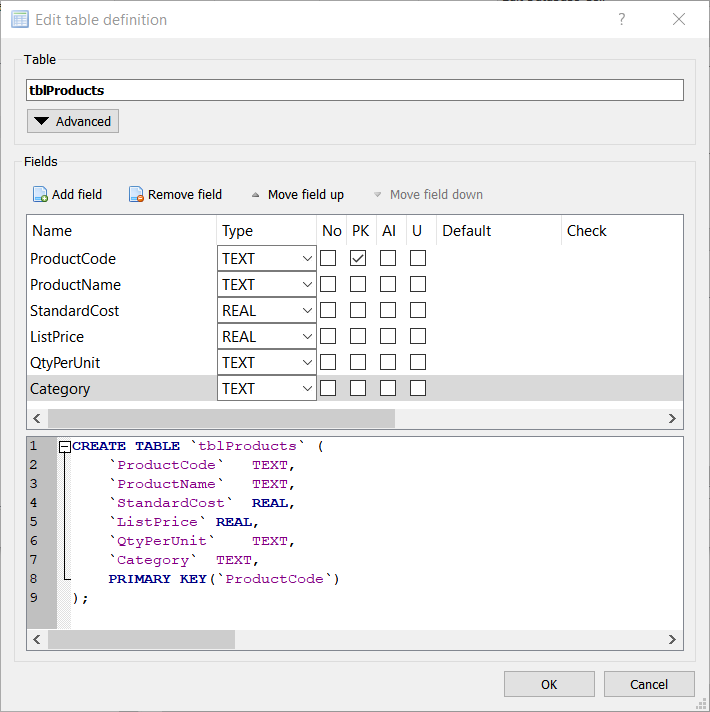 Edit table definition ?
Table
tblProducts
Advanced
Fields
Add field Remove field Move field up Move field down
Name Type No PK AI U Default Check
ProductCode TEXT
ProductName TEXT
StandardCost REAL
ListPrice REAL
QtyPerUnit TEXT
Category TEXT
1 CREATE TABLE `tblProducts` (
2 `ProductCode` TEXT,
3 `ProductName` TEXT,
4 `StandardCost` REAL,
5 `ListPrice` REAL,
6 `QtyPerUnit` TEXT,
7 `Category` TEXT,
8 PRIMARY KEY(`ProductCode`)
9 );
OK Cancel